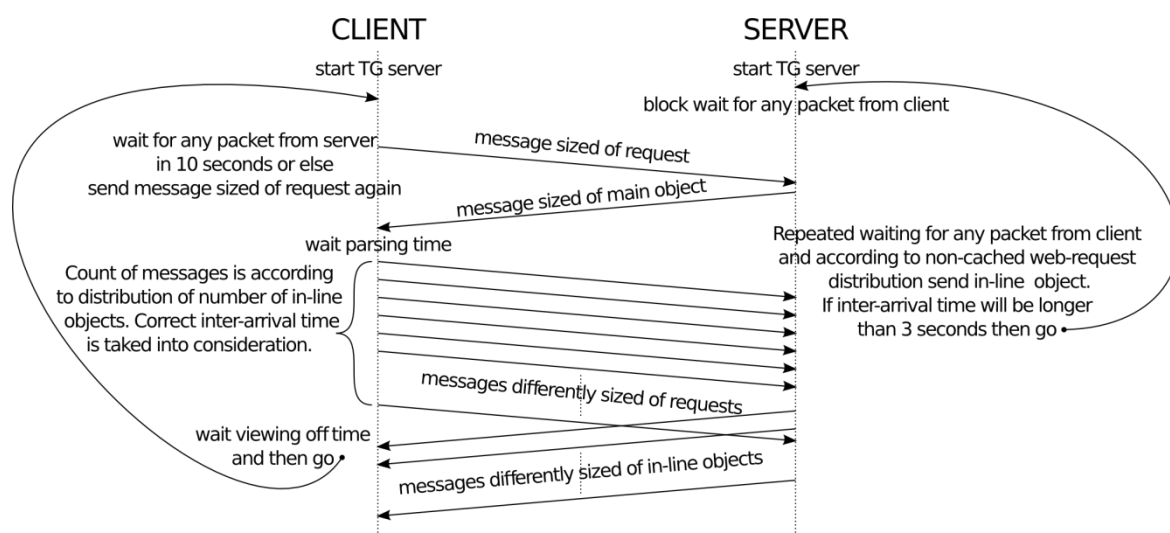 CLIENT
SERVER
start TG server
start TG server
block wait for any packet from client
wait for any packet from server
in 10 seconds or else
send message sized of request again
message sized of request
message sized of main object
wait parsing time
Count of messages is according
to distribution of number of in-line
objects. Correct inter-arrival time
is taked into consideration.
Repeated waiting for any packet from client
and according to non-cached web-request
distribution send in-line object.
If inter-arrival time will be longer
than 3 seconds then go
messages differently sized of requests
wait viewing off time
and then go
messages differently sized of in-line objects